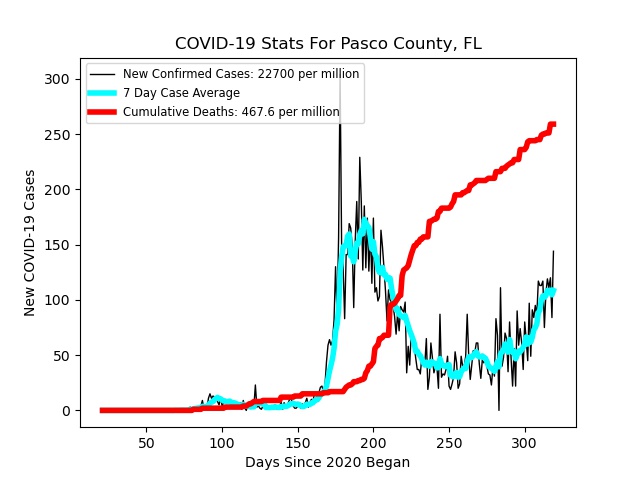 COVID-19 Stats For Pasco County, FL
New Confirmed Cases: 22700 per million
7 Day Case Average
Cumulative Deaths: 467.6 per million
New COVID-19 Cases
300
250
200
150
100
50
0
50 100 150 200 250 300
Days Since 2020 Began